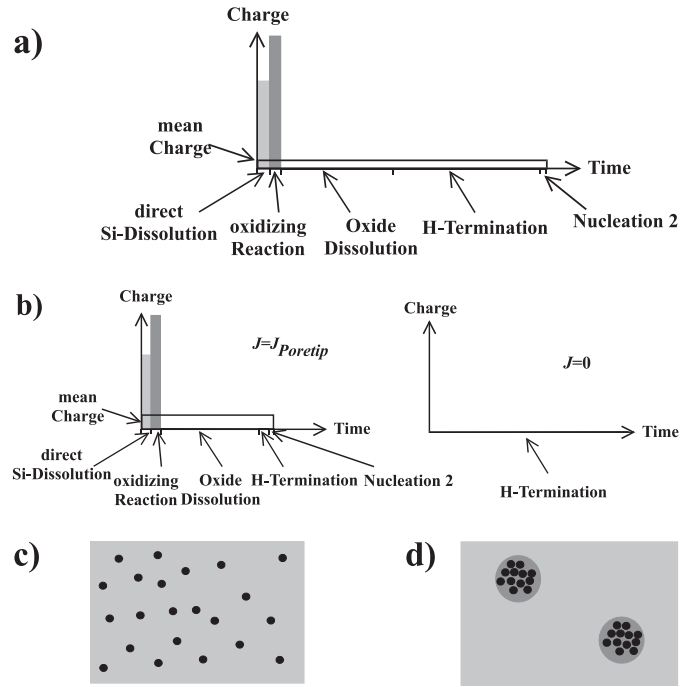 a)
Charge
mean
Charge
Time
direct
Si-Dissolution
oxidizing
Reaction
Oxide
Dissolution
H-Termination
Nucleation 2
b)
Charge
J=J Poretip
mean
Charge
Time
direct
Si-Dissolution
oxidizing
Reaction
Oxide
Dissolution
H-Termination
Nucleation 2
Charge
J=0
Time
H-Termination
c)
d)